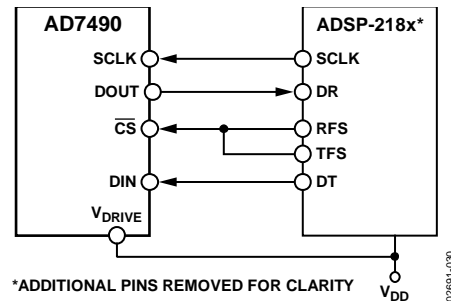 AD7490
ADSP-218x*
SCLK
SCLK
DOUT
DR
CS
RFS
TFS
DIN
DT
VDRIVE
*ADDITIONAL PINS REMOVED FOR CLARITY
VDD
02691-030